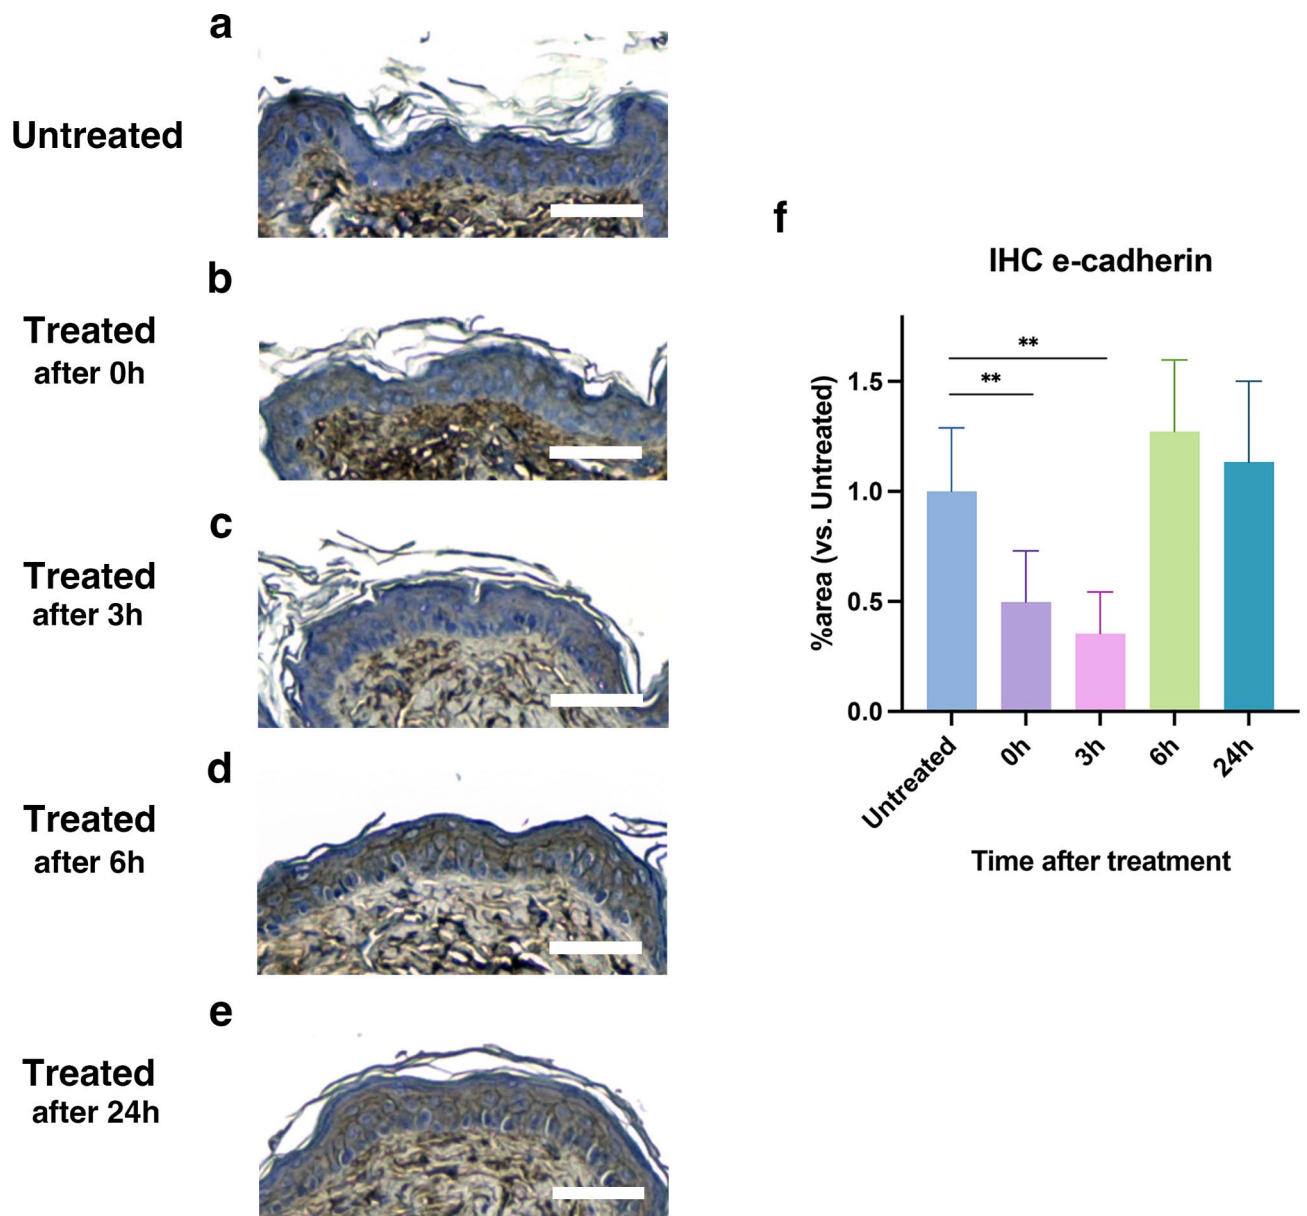 a
Untreated
b
Treated
after 0h
c
Treated
after 3h
d
Treated
after 6h
e
Treated
after 24h
f
IHC e-cadherin
**
**
%area (vs. Untreated)
1.5
1.0
0.5
0.0
Untreated
0h
3h
6h
24h
Time after treatment